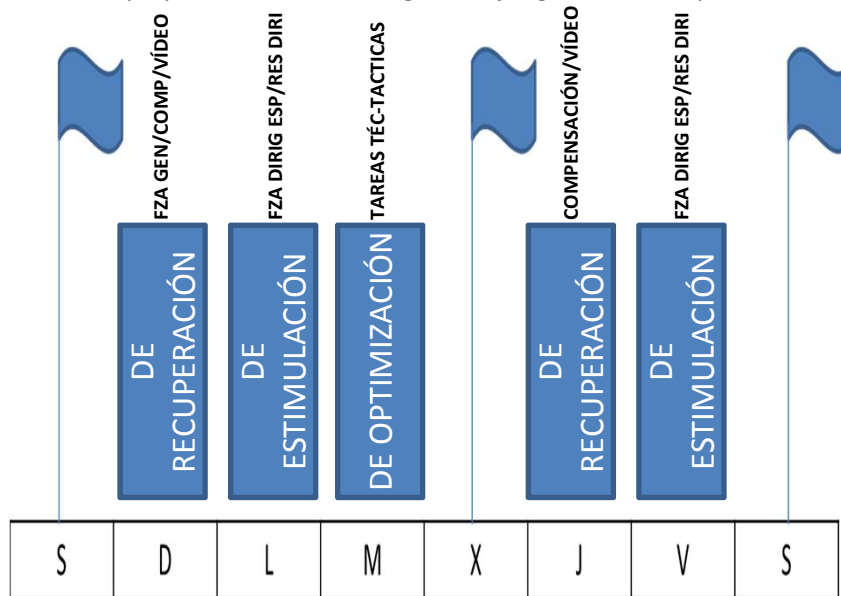 FZA GEN/COMP/VÍDEO
FZA DIRIG ESP/RES DIRI
TAREAS TÉC-TACTICAS
COMPENSACIÓN/VÍDEO
FZA DIRIG ESP/RES DIRI
DE
RECUPERACIÓN
DE
ESTIMULACIÓN
DE OPTIMIZACIÓN
DE
RECUPERACIÓN
DE
ESTIMULACIÓN
S D L M X J V S